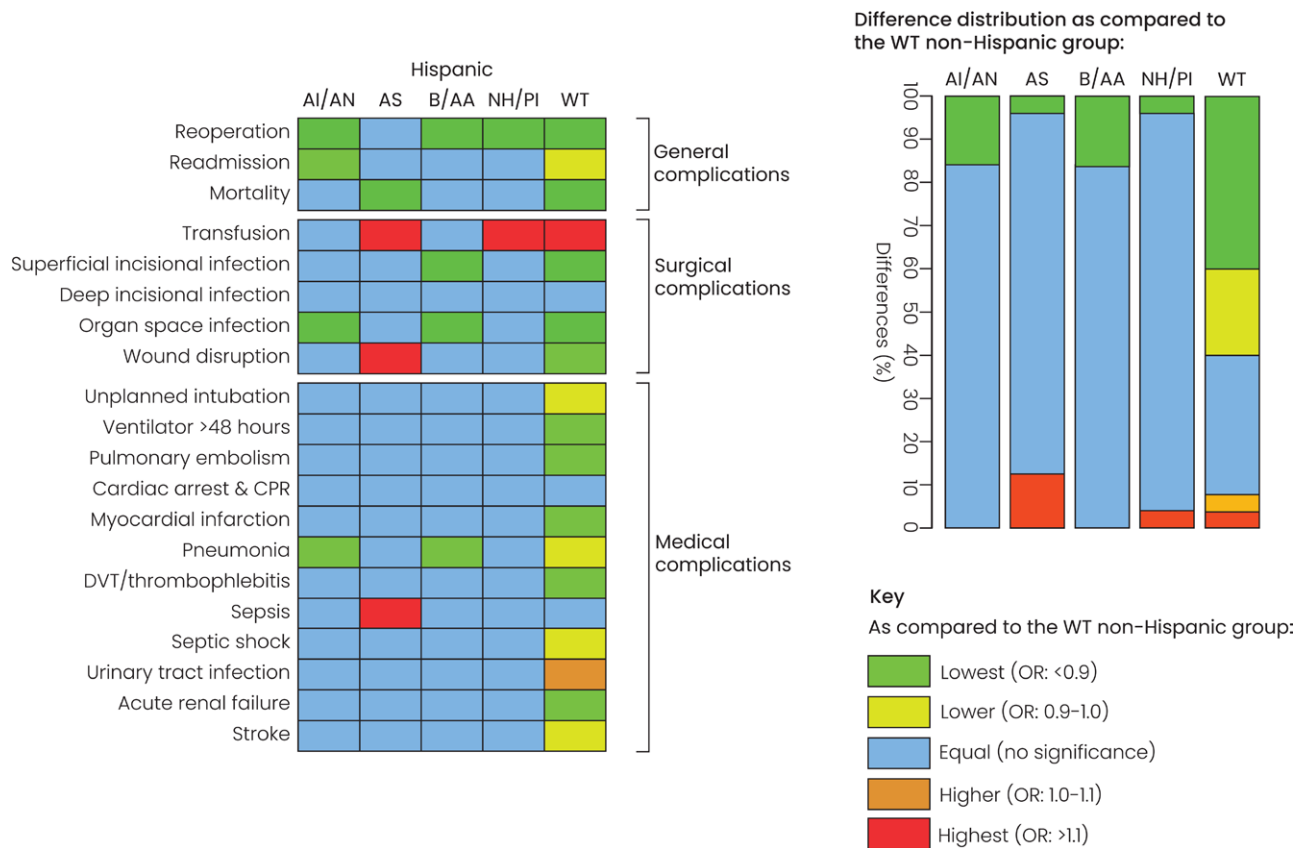 Hispanic
AI/AN AS B/AA NH/PI WT
Reoperation
Readmission
Mortality
General
complications
Transfusion
Superficial incisional infection
Deep incisional infection
Organ space infection
Wound disruption
Surgical
complications
Unplanned intubation
Ventilator >48 hours
Pulmonary embolism
Cardiac arrest & CPR
Myocardial infarction
Pneumonia
DVT/thrombophlebitis
Sepsis
Septic shock
Urinary tract infection
Acute renal failure
Stroke
Medical
complications
Difference distribution as compared to
the WT non-Hispanic group:
AI/AN AS B/AA NH/PI WT
100
90
80
70
60
50
40
30
20
10
0
Differences (%)
Key
As compared to the WT non-Hispanic group:
Lowest (OR: <0.9)
Lower (OR: 0.9-1.0)
Equal (no significance)
Higher (OR: 1.0-1.1)
Highest (OR: >1.1)